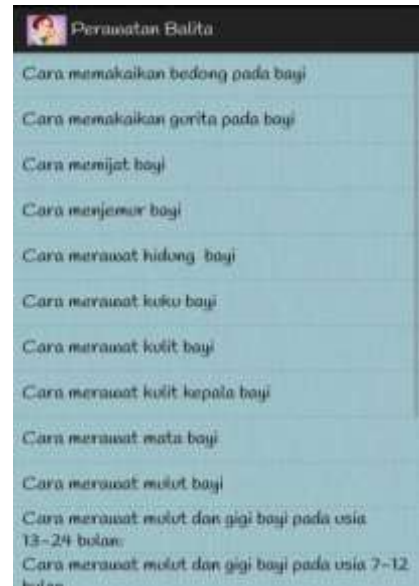 Perawatan Balita
Cara memakaikan bedong pada bayi
Cara memakaikan gurita pada bayi
Cara memijat bayi
Cara menjemur bayi
Cara merawat hidung bayi
Cara merawat kuku bayi
Cara merawat kulit bayi
Cara merawat kulit kepala bayi
Cara merawat mata bayi
Cara merawat mulut bayi
Cara merawat mulut dan gigi bayi pada usia
13-24 bulan:
Cara merawat mulut dan gigi bayi pada usia 7-12
bulan